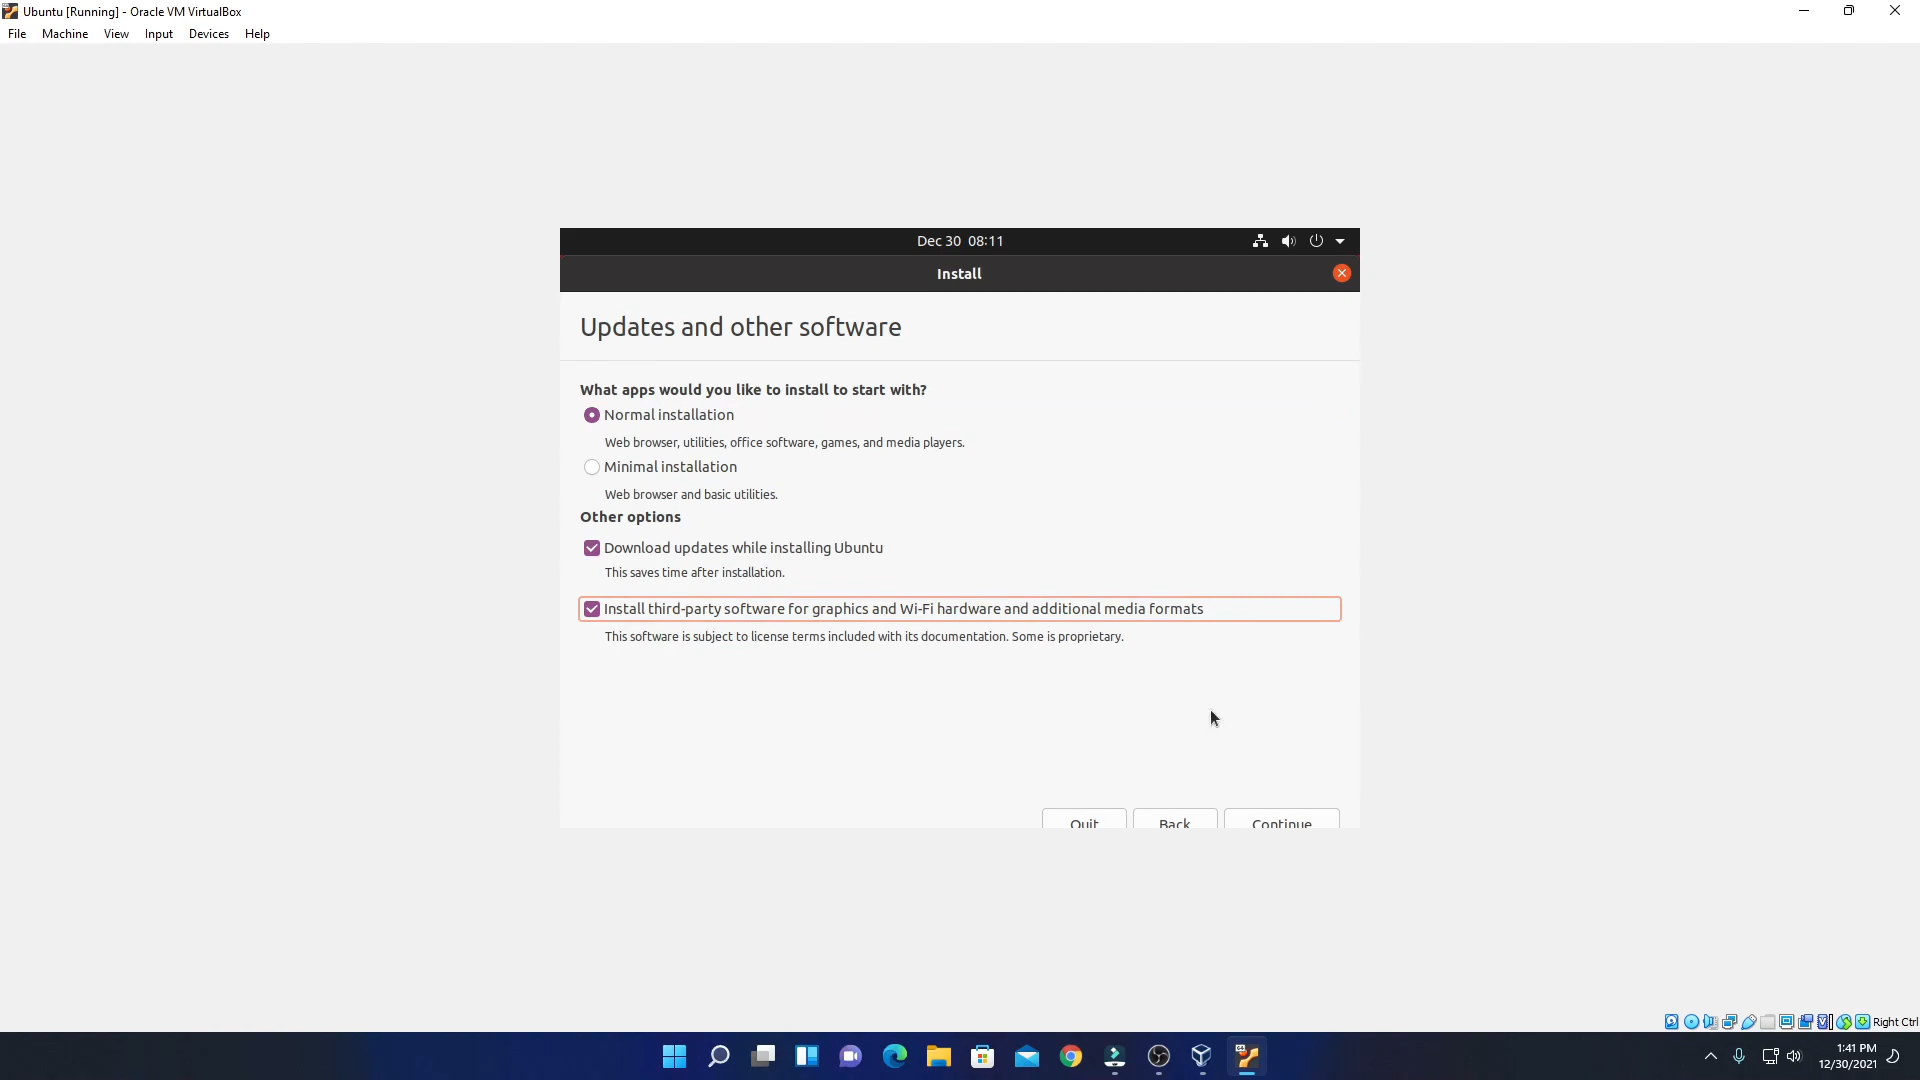 Ubuntu [Running] - Oracle VM VirtualBox
File Machine View Input Devices Help
Dec 30 08:11
Install
Updates and other software
What apps would you like to install to start with?
Normal installation
Web browser, utilities, office software, games, and media players.
Minimal installation
Web browser and basic utilities.
Other options
Download updates while installing Ubuntu
This saves time after installation.
Install third-party software for graphics and Wi-Fi hardware and additional media formats
This software is subject to license terms included with its documentation. Some is proprietary.
Quit Back Continue
Right Ctrl
1:41 PM
12/30/2021